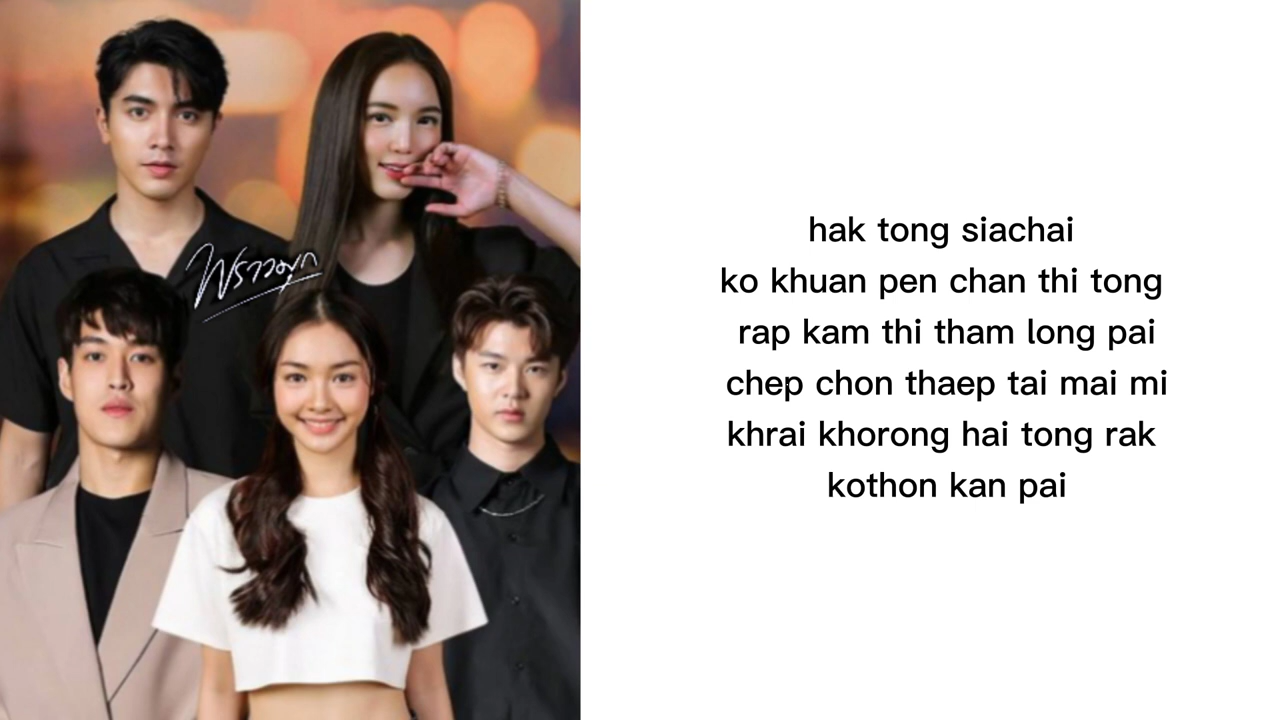 พราวมุก
hak tong siachai
ko khuan pen chan thi tong
rap kam thi tham long pai
chep chon thaep tai mai mi
khrai khorong hai tong rak
kothon kan pai